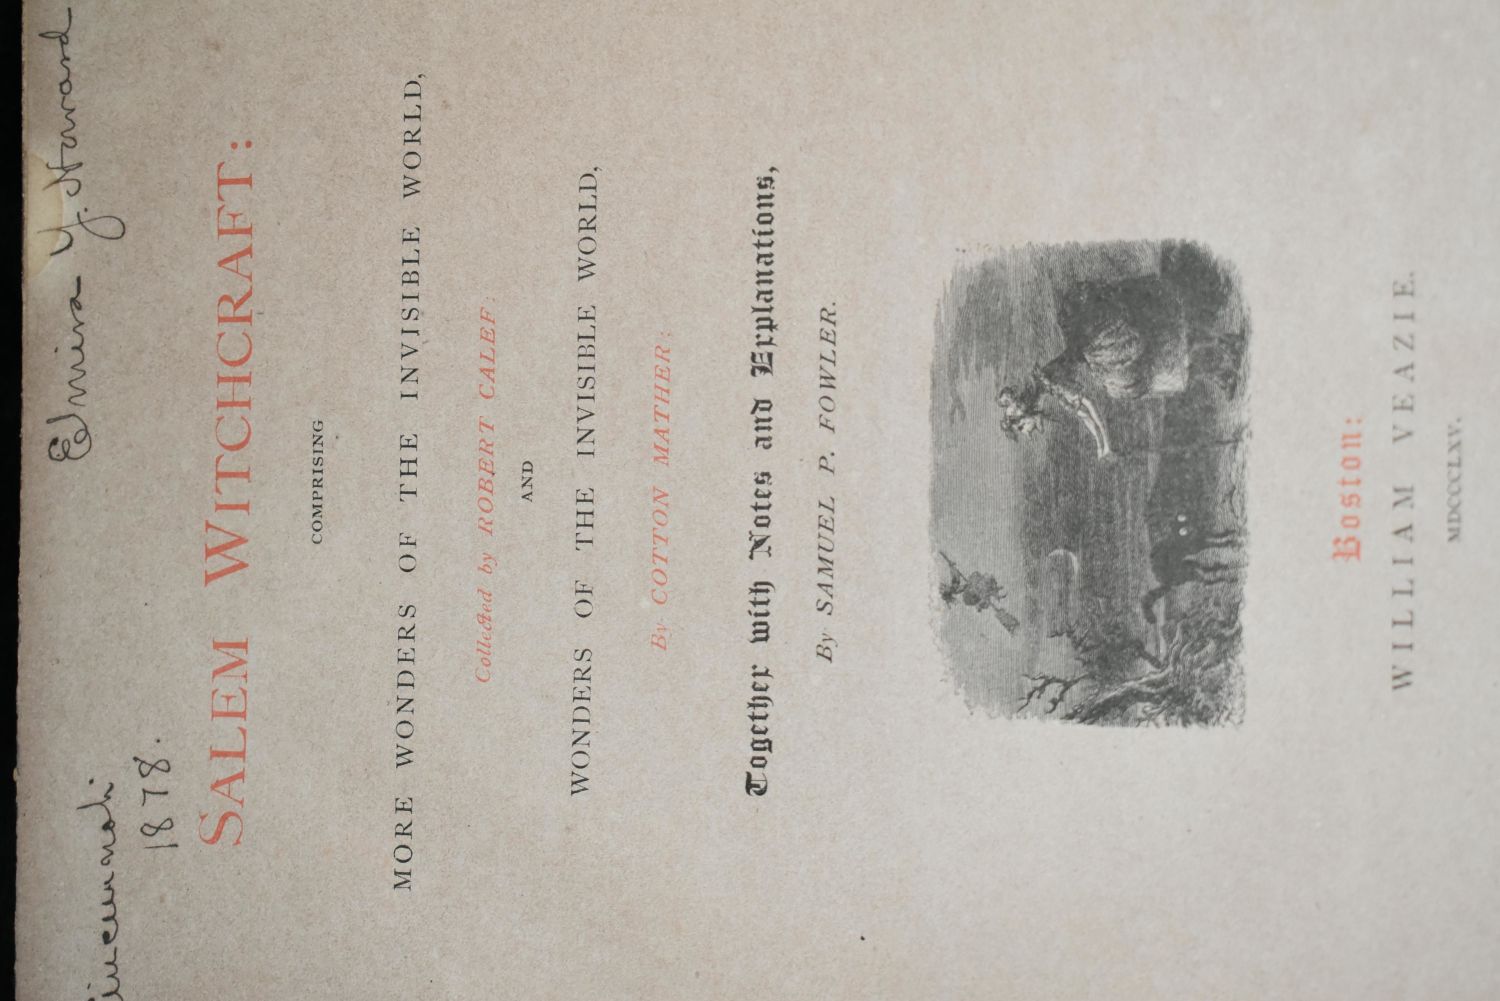 Elmira Y. Howard
Cincinnati
1878.
SALEM WITCHCRAFT:
COMPRISING
MORE WONDERS OF THE INVISIBLE WORLD,
Collected by ROBERT CALEF;
AND
WONDERS OF THE INVISIBLE WORLD,
By COTTON MATHER;
Together with Notes and Explanations,
By SAMUEL P. FOWLER.
Boston:
WILLIAM VEAZIE.
MDCCCLXV.